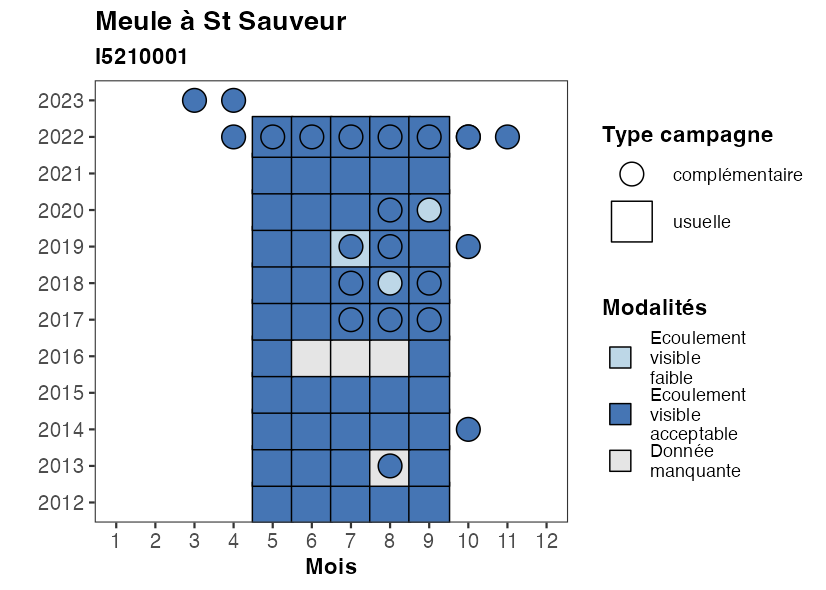 Meule à St Sauveur
I5210001
2023
2022
2021
2020
2019
2018
2017
2016
2015
2014
2013
2012
1 2 3 4 5 6 7 8 9 10 11 12
Mois
Type campagne
complémentaire
usuelle
Modalités
Ecoulement
visible
faible
Ecoulement
visible
acceptable
Donnée
manquante